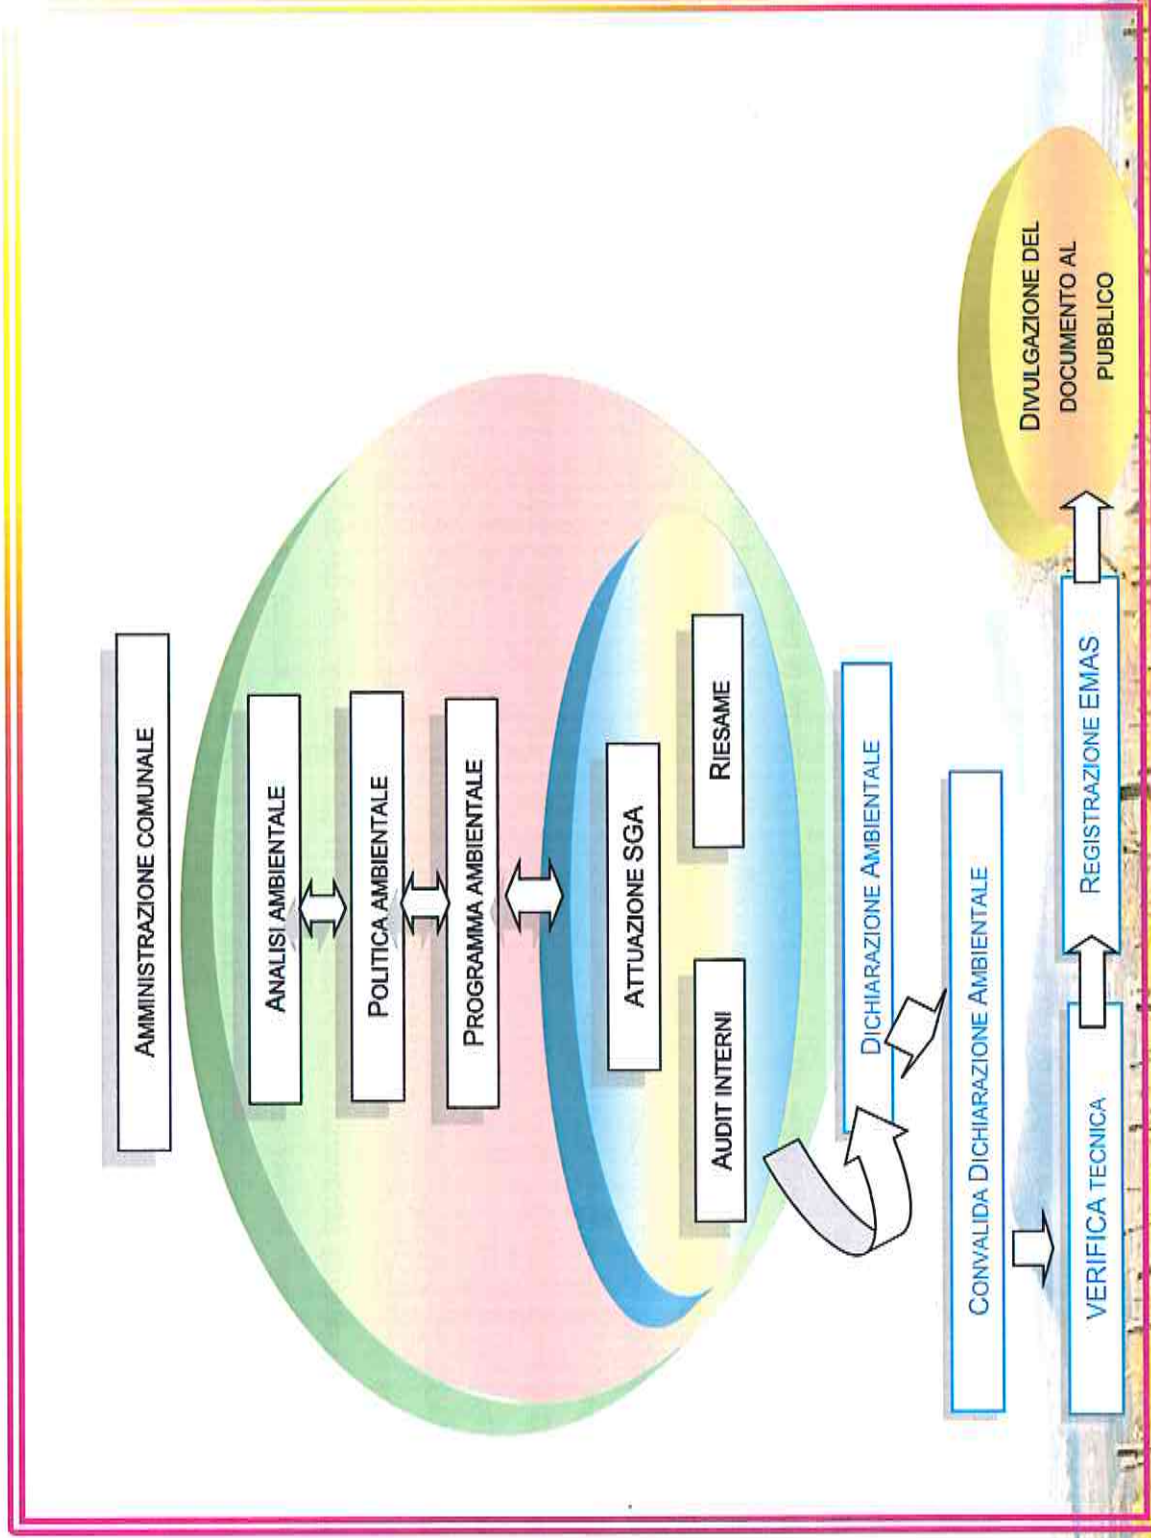 AMMINISTRAZIONE COMUNALE
ANALISI AMBIENTALE
POLITICA AMBIENTALE
PROGRAMMA AMBIENTALE
ATTUAZIONE SGA
AUDIT INTERNI
RIESAME
DICHIARAZIONE AMBIENTALE
CONVALIDA DICHIARAZIONE AMBIENTALE
VERIFICA TECNICA
REGISTRAZIONE EMAS
DIVULGAZIONE DEL
DOCUMENTO AL
PUBBLICO